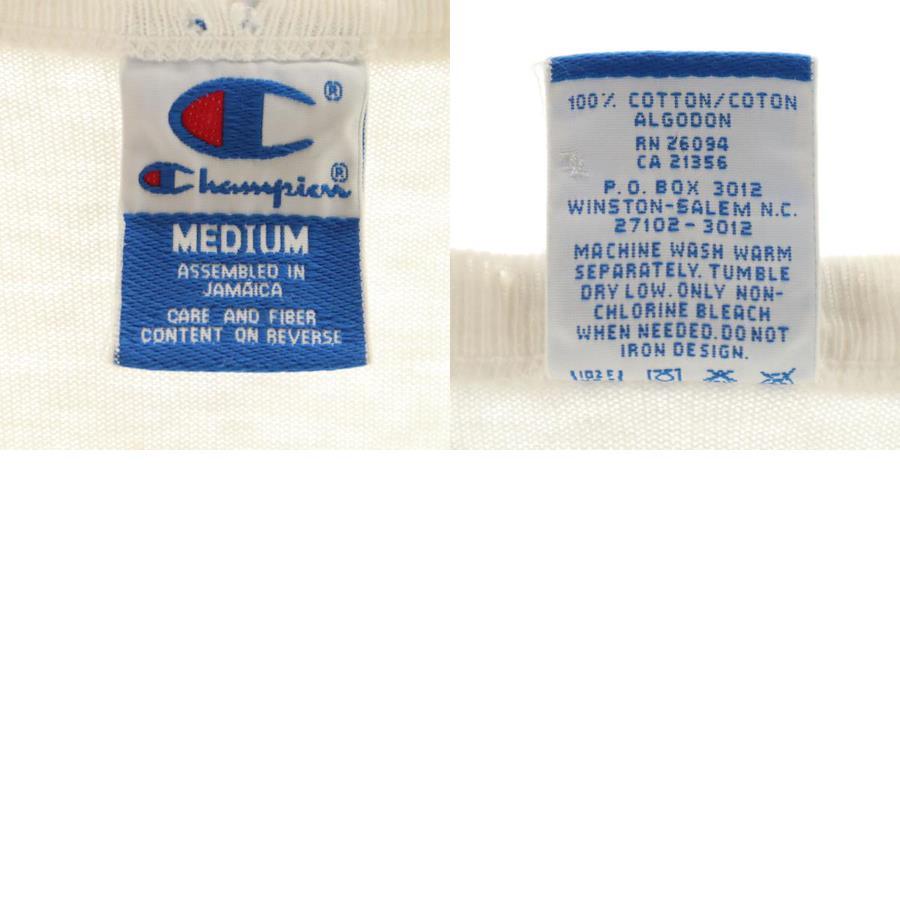 ®
Champion®
MEDIUM
ASSEMBLED IN
JAMAICA
CARE AND FIBER
CONTENT ON REVERSE
100% COTTON/COTON
ALGODON
RN 26094
CA 21356
P.O. BOX 3012
WINSTON-SALEM N.C.
27102-3012
MACHINE WASH WARM
SEPARATELY. TUMBLE
DRY LOW. ONLY NON-
CHLORINE BLEACH
WHEN NEEDED. DO NOT
IRON DESIGN.